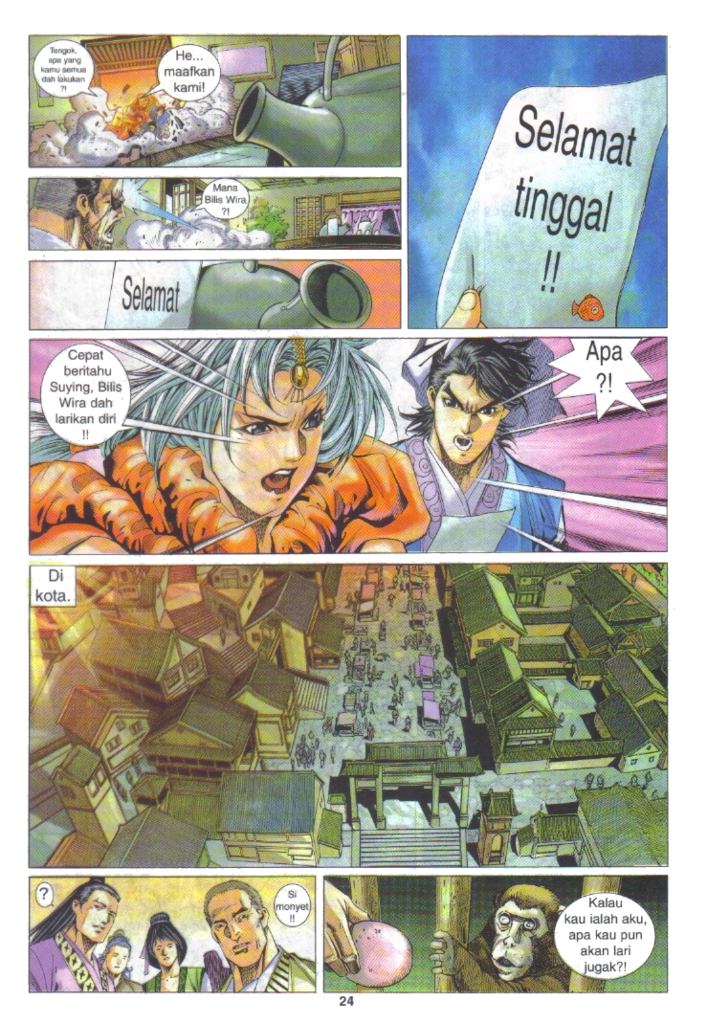 Tengok,
apa yang
kamu semua
dah lakukan
?!
He...
maafkan
kami!
Mana
Bilis Wira
?!
Selamat
Selamat
tinggal
!!
Cepat
beritahu
Suying, Bilis
Wira dah
larikan diri
!!
Apa
?!
Di
kota.
?
Si
monyet
!!
Kalau
kau ialah aku,
apa kau pun
akan lari
jugak?!
24